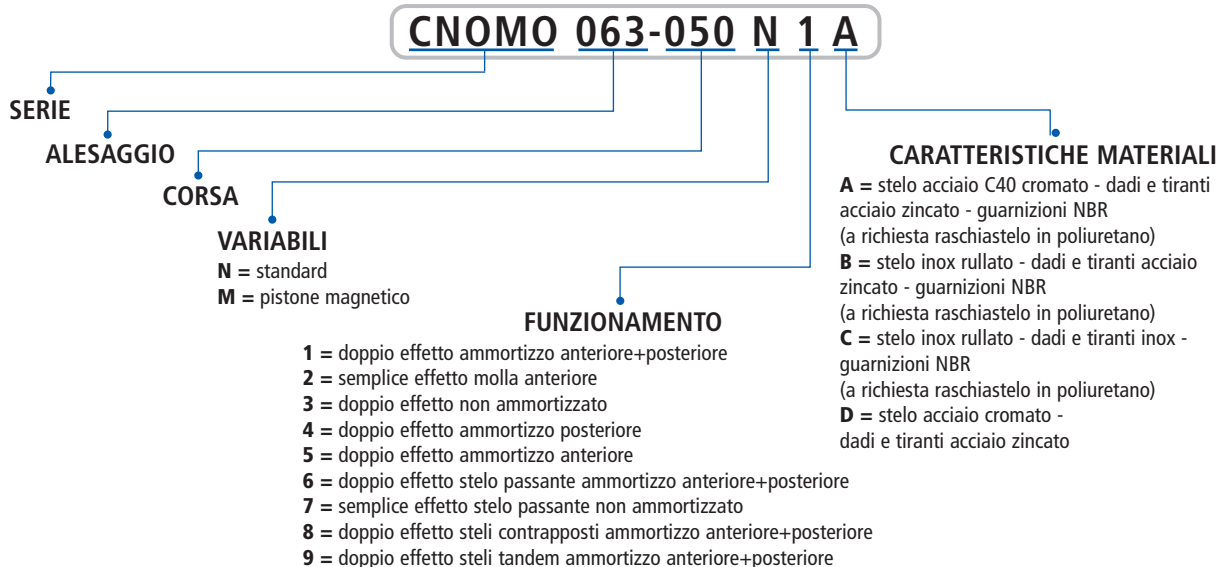 CNOMO 063-050 N 1 A
SERIE
ALESAGGIO
CORSA
VARIABILI
N = standard
M = pistone magnetico
FUNZIONAMENTO
1 = doppio effetto ammortizzo anteriore+posteriore
2 = semplice effetto molla anteriore
3 = doppio effetto non ammortizzato
4 = doppio effetto ammortizzo posteriore
5 = doppio effetto ammortizzo anteriore
6 = doppio effetto stelo passante ammortizzo anteriore+posteriore
7 = semplice effetto stelo passante non ammortizzato
8 = doppio effetto steli contrapposti ammortizzo anteriore+posteriore
9 = doppio effetto steli tandem ammortizzo anteriore+posteriore
CARATTERISTICHE MATERIALI
A = stelo acciaio C40 cromato - dadi e tiranti
acciaio zincato - guarnizioni NBR
(a richiesta raschiastelo in poliuretano)
B = stelo inox rullato - dadi e tiranti acciaio
zincato - guarnizioni NBR
(a richiesta raschiastelo in poliuretano)
C = stelo inox rullato - dadi e tiranti inox -
guarnizioni NBR
(a richiesta raschiastelo in poliuretano)
D = stelo acciaio cromato -
dadi e tiranti acciaio zincato